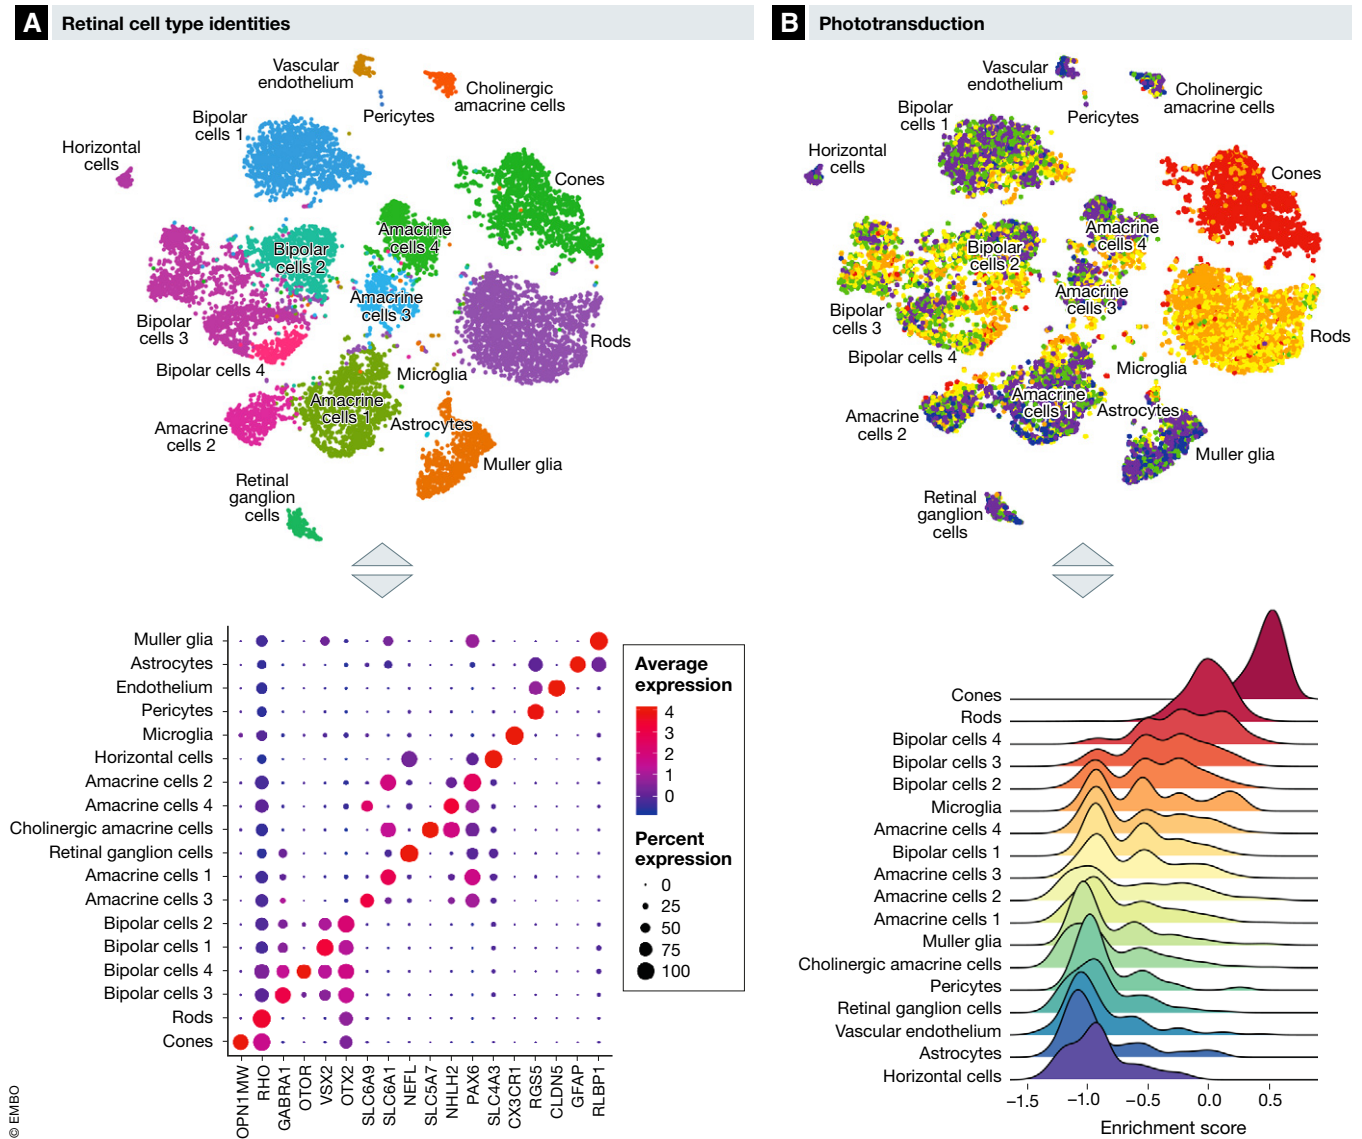 A Retinal cell type identities
Vascular
endothelium
Cholinergic
amacrine cells
Pericytes
Bipolar
cells 1
Horizontal
cells
Cones
Amacrine
cells 4
Bipolar
cells 2
Amacrine
cells 3
Bipolar
cells 3
Rods
Bipolar cells 4
Microglia
Amacrine
cells 1
Amacrine
cells 2
Astrocytes
Muller glia
Retinal
ganglion
cells
Muller glia
Astrocytes
Endothelium
Pericytes
Microglia
Horizontal cells
Amacrine cells 2
Amacrine cells 4
Cholinergic amacrine cells
Retinal ganglion cells
Amacrine cells 1
Amacrine cells 3
Bipolar cells 2
Bipolar cells 1
Bipolar cells 4
Bipolar cells 3
Rods
Cones
OPN1MW
RHO
GABRA1
OTOR
VSX2
OTX2
SLC6A9
SLC6A1
NEFL
SLC5A7
NHLH2
PAX6
SLC4A3
CX3CR1
RGS5
CLDN5
GFAP
RLBP1
Average
expression
4
3
2
1
0
Percent
expression
0
25
50
75
100
© EMBO
B Phototransduction
Vascular
endothelium
Cholinergic
amacrine cells
Pericytes
Bipolar
cells 1
Horizontal
cells
Cones
Amacrine
cells 4
Bipolar
cells 2
Amacrine
cells 3
Bipolar
cells 3
Rods
Bipolar cells 4
Microglia
Amacrine
cells 1
Amacrine
cells 2
Astrocytes
Muller glia
Retinal
ganglion
cells
Cones
Rods
Bipolar cells 4
Bipolar cells 3
Bipolar cells 2
Microglia
Amacrine cells 4
Bipolar cells 1
Amacrine cells 3
Amacrine cells 2
Amacrine cells 1
Muller glia
Cholinergic amacrine cells
Pericytes
Retinal ganglion cells
Vascular endothelium
Astrocytes
Horizontal cells
−1.5 −1.0 −0.5 0.0 0.5
Enrichment score